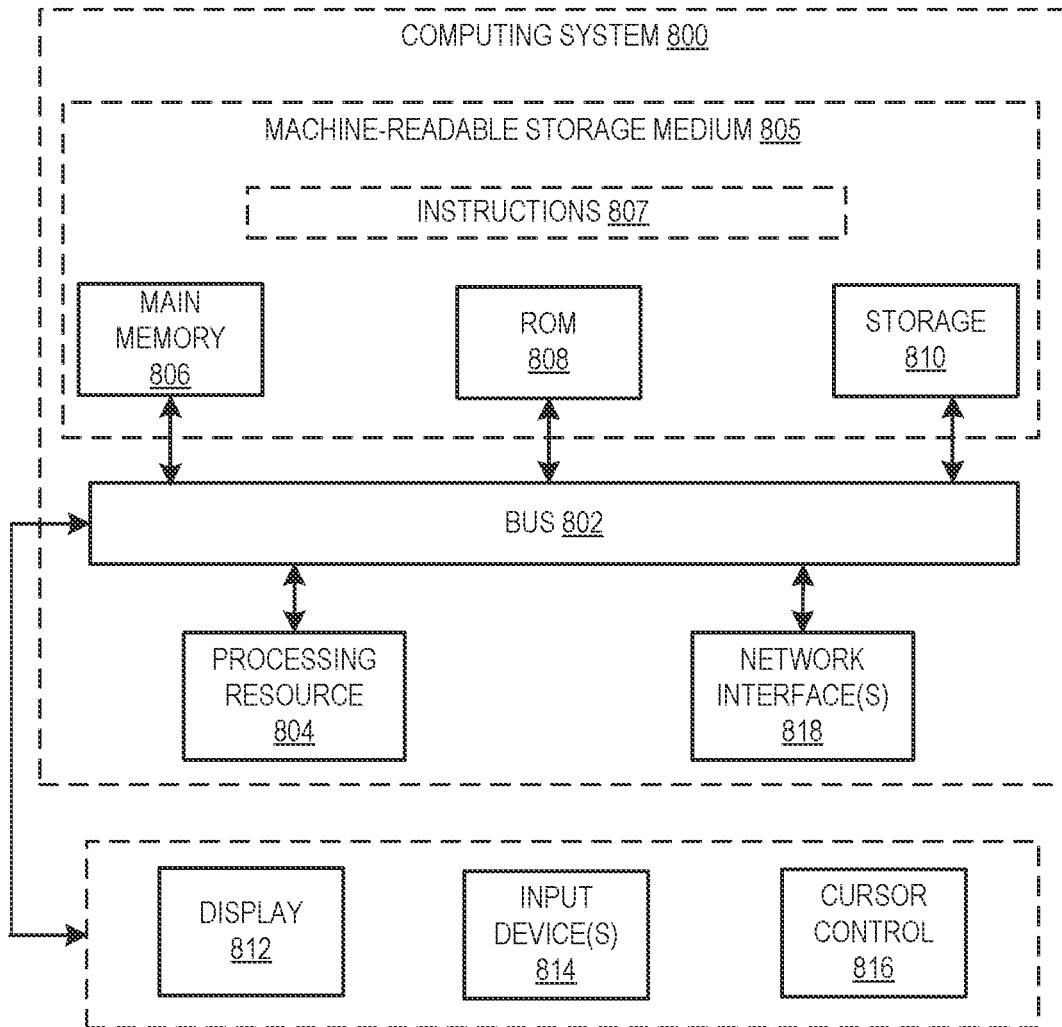 COMPUTING SYSTEM 800
MACHINE-READABLE STORAGE MEDIUM 805
INSTRUCTIONS 807
MAIN
MEMORY
806
ROM
808
STORAGE
810
BUS 802
PROCESSING
RESOURCE
804
NETWORK
INTERFACE(S)
818
DISPLAY
812
INPUT
DEVICE(S)
814
CURSOR
CONTROL
816